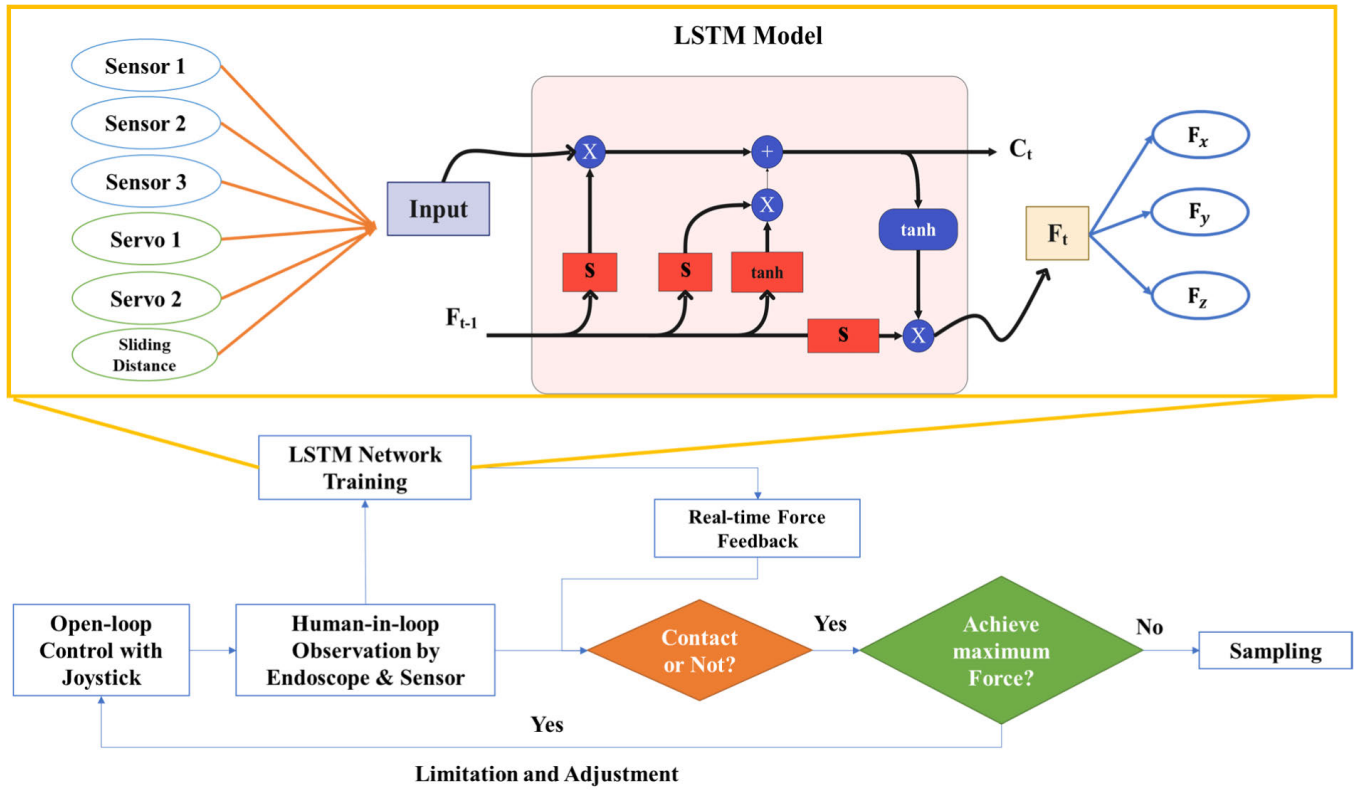 LSTM Model
Sensor 1
Sensor 2
Sensor 3
Servo 1
Servo 2
Sliding
Distance
Input
X
+
X
S
S
tanh
tanh
S
X
F_{t-1}
C_t
F_t
F_x
F_y
F_z
LSTM Network
Training
Real-time Force
Feedback
Open-loop
Control with
Joystick
Human-in-loop
Observation by
Endoscope & Sensor
Contact
or Not?
Yes
Achieve
maximum
Force?
No
Sampling
Yes
Limitation and Adjustment